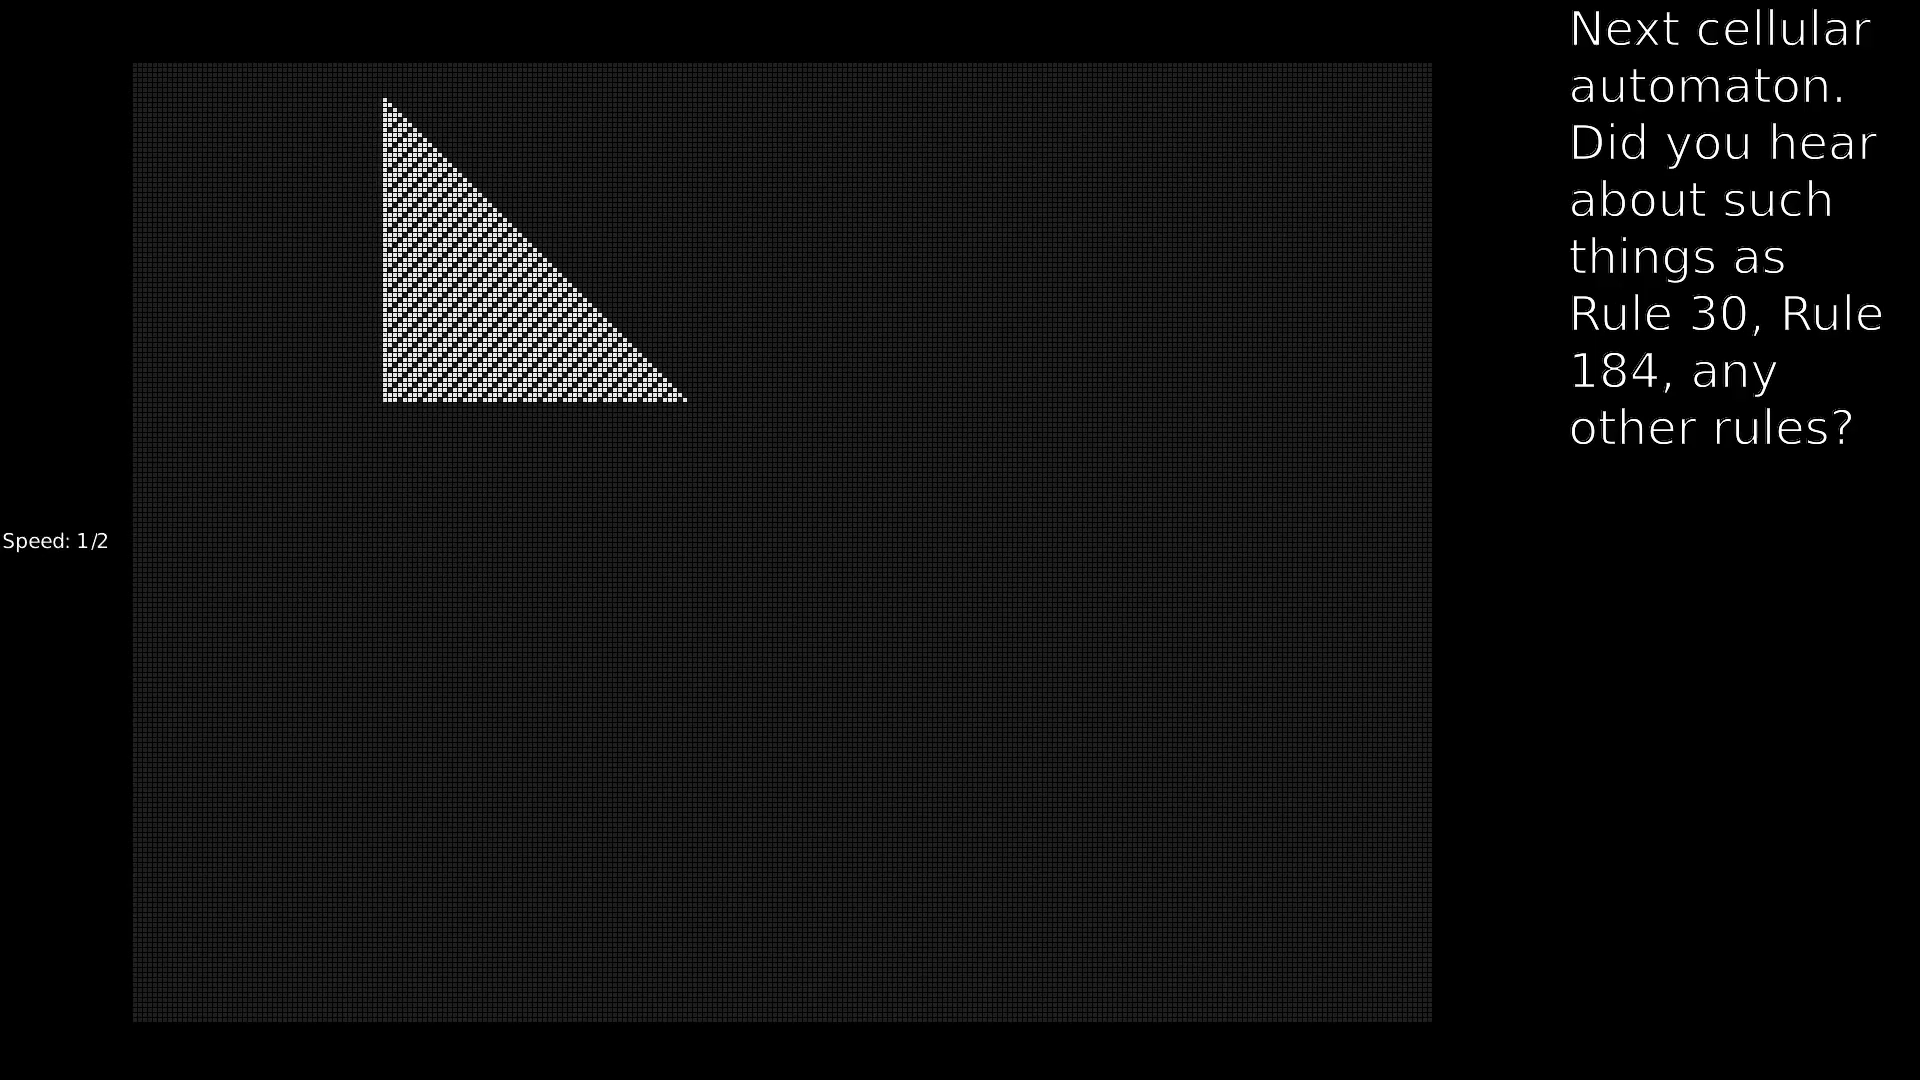 Next cellular
automaton.
Did you hear
about such
things as
Rule 30, Rule
184, any
other rules?
Speed: 1/2